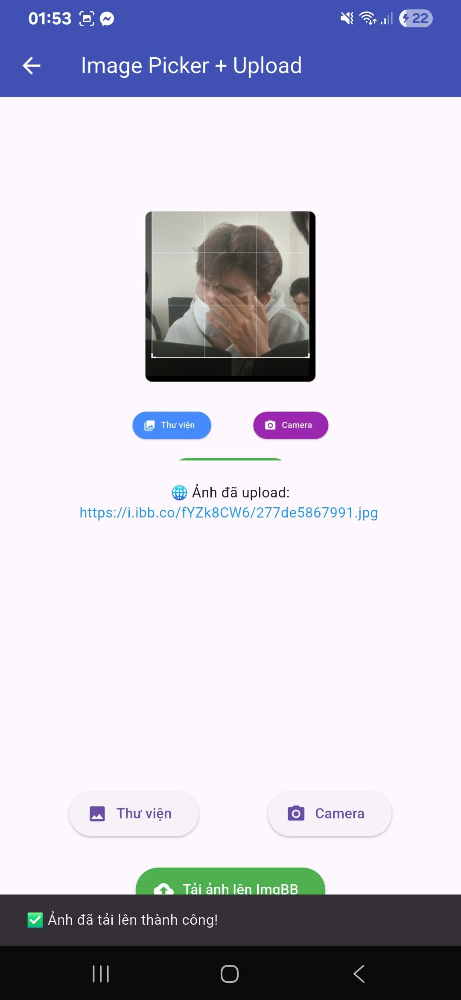 01:53
22
Image Picker + Upload
Thư viện
Camera
🌐 Ảnh đã upload:
https://i.ibb.co/fYZk8CW6/277de5867991.jpg
Thư viện
Camera
Tải ảnh lên ImgBB
✅ Ảnh đã tải lên thành công!